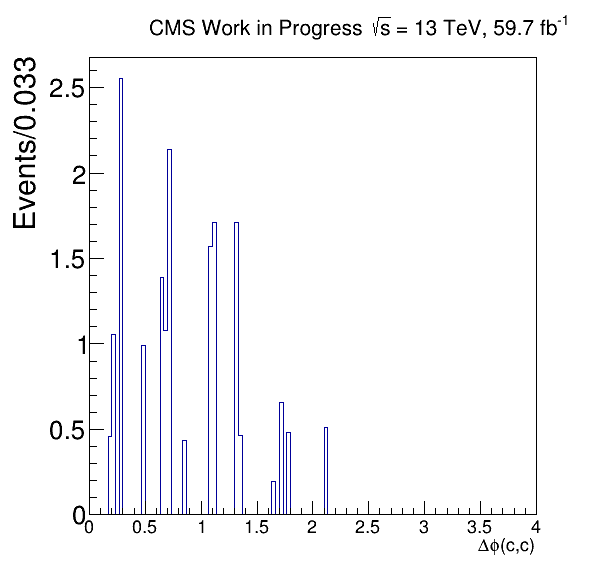 CMS Work in Progress √s = 13 TeV, 59.7 fb⁻¹
Events/0.033
2.5
2
1.5
1
0.5
0
0 0.5 1 1.5 2 2.5 3 3.5 4
Δϕ(c,c)